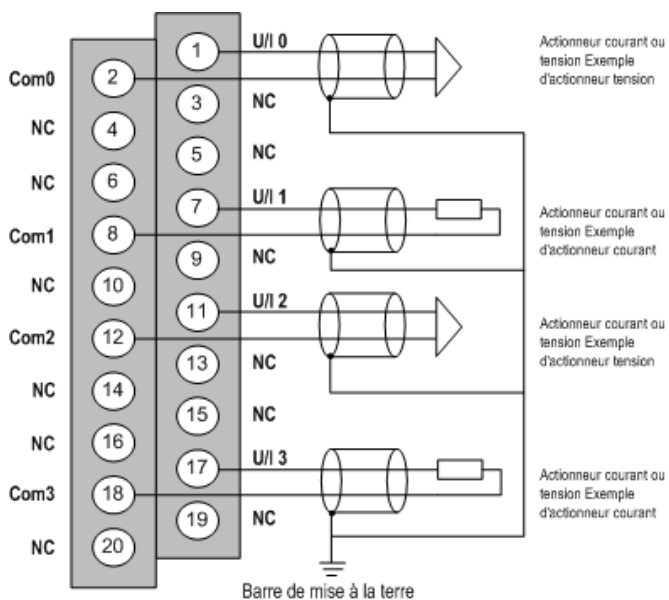 1 U/I 0
Actionneur courant ou
tension Exemple
d'actionneur tension
Com0 2
3 NC
NC 4
5 NC
NC 6
7 U/I 1
Actionneur courant ou
tension Exemple
d'actionneur courant
Com1 8
9 NC
NC 10
11 U/I 2
Actionneur courant ou
tension Exemple
d'actionneur tension
Com2 12
13 NC
NC 14
15 NC
NC 16
17 U/I 3
Actionneur courant ou
tension Exemple
d'actionneur courant
Com3 18
19 NC
NC 20
Barre de mise à la terre